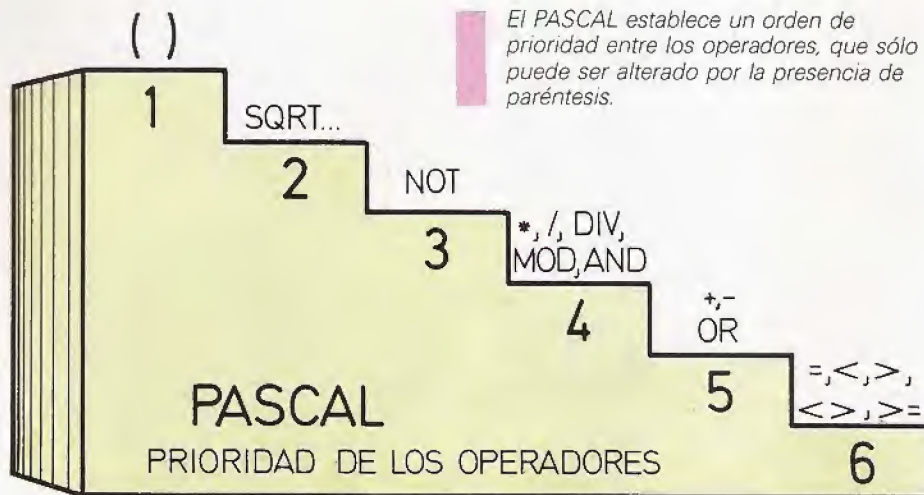 El PASCAL establece un orden de
prioridad entre los operadores, que sólo
puede ser alterado por la presencia de
paréntesis.
( )
1
SQRT...
2
NOT
3
*, /, DIV,
MOD, AND
4
+,-
OR
5
=,<,>,
<>,>=
6
PASCAL
PRIORIDAD DE LOS OPERADORES